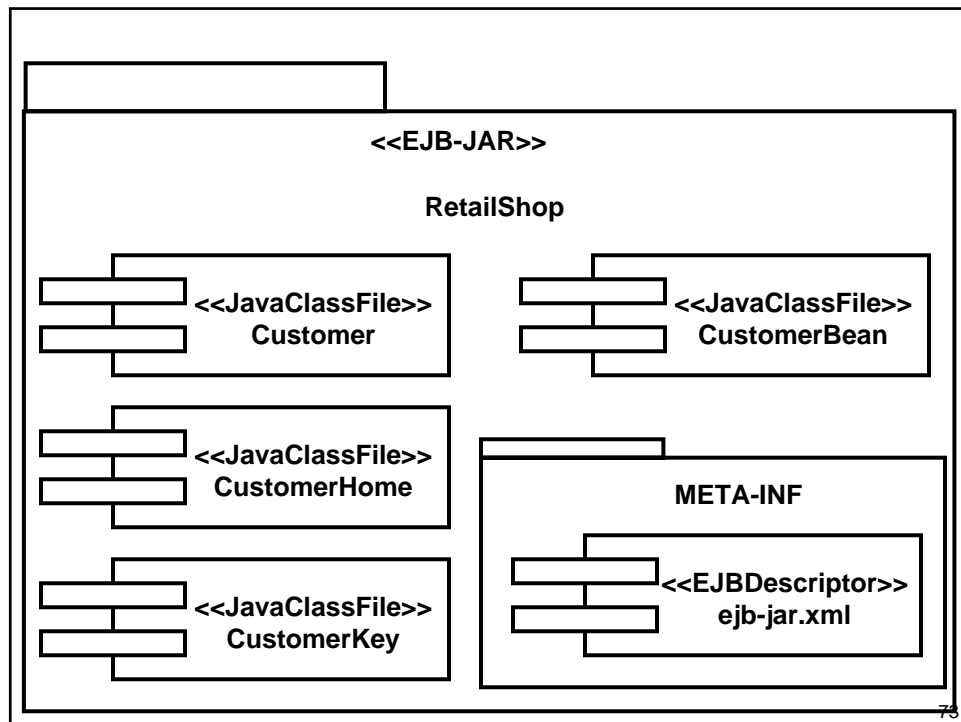 <<EJB-JAR>>
RetailShop
<<JavaClassFile>>
Customer
<<JavaClassFile>>
CustomerBean
<<JavaClassFile>>
CustomerHome
META-INF
<<EJBDescriptor>>
ejb-jar.xml
<<JavaClassFile>>
CustomerKey
73